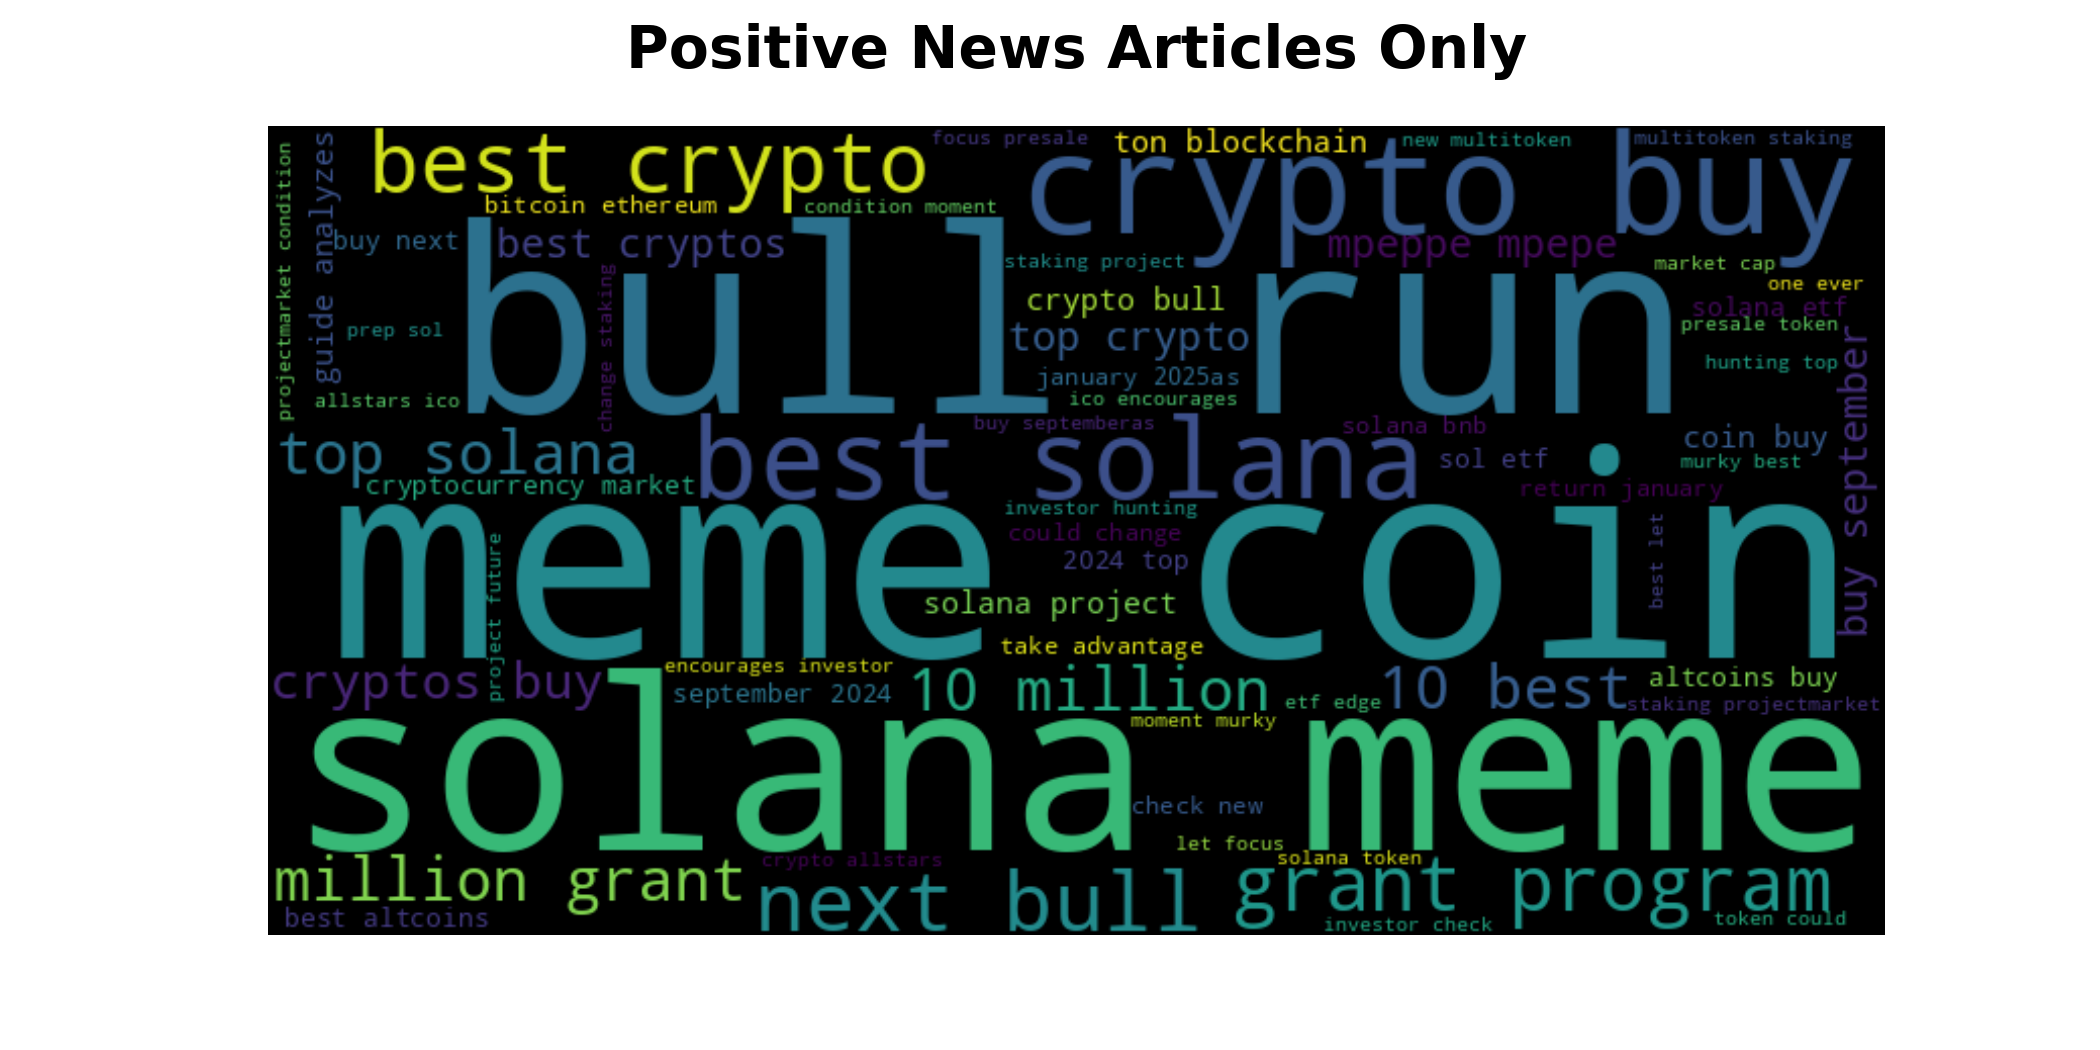 Positive News Articles Only
best crypto
focus presale
ton blockchain
new multitoken
multitoken staking
crypto buy
projectmarket condition
guide analyzes
bitcoin ethereum
condition moment
buy next
best cryptos
bull run
mpeppe mpepe
staking project
market cap
one ever
change staking
crypto bull
solana etf
prep sol
top crypto
presale token
hunting top
january 2025as
allstars ico
ico encourages
buy september
buy septemberas
solana bnb
top solana
best solana
coin buy
sol etf
murky best
cryptocurrency market
return january
meme coin
investor hunting
could change
2024 top
best let
project future
solana project
take advantage
cryptos buy
encourages investor
september 2024
10 million
etf edge
10 best
altcoins buy
staking projectmarket
moment murky
solana meme
check new
let focus
crypto allstars
solana token
million grant
next bull
grant program
best altcoins
investor check
token could